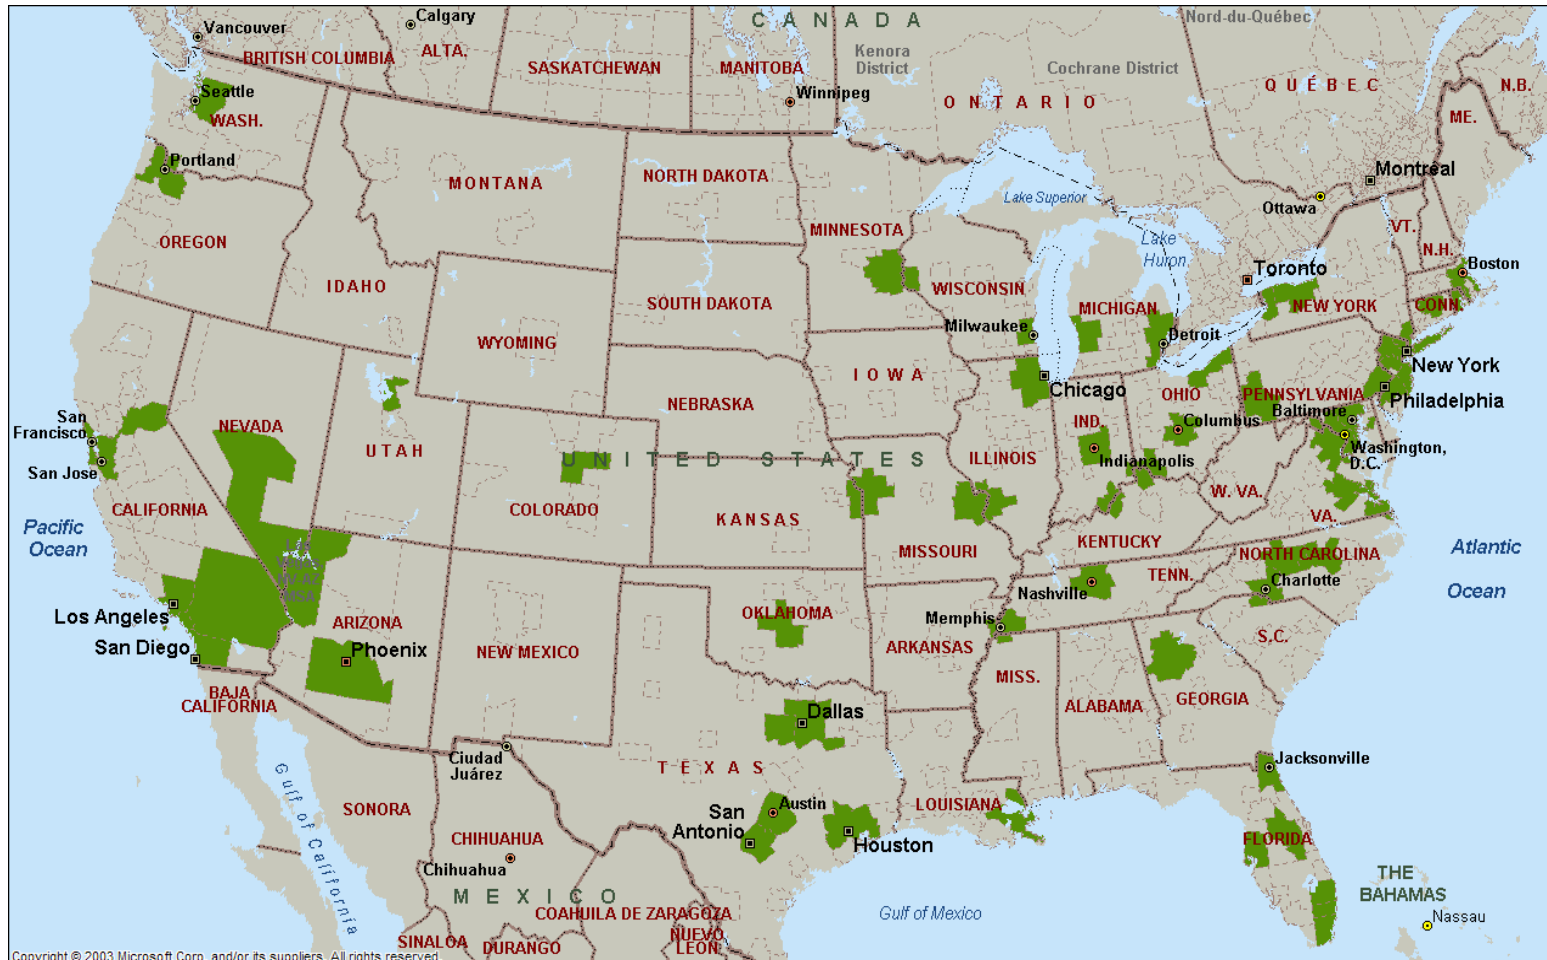 C A N A D A
Nord-du-Québec
Calgary
Vancouver
BRITISH COLUMBIA
ALTA.
SASKATCHEWAN
MANITOBA
Kenora
District
Cochrane District
QUÉBEC
N.B.
Seattle
WASH.
Winnipeg
ONTARIO
ME.
Portland
MONTANA
NORTH DAKOTA
Montréal
Lake Superior
Ottawa
OREGON
MINNESOTA
VT.
N.H.
Lake
Huron
Toronto
Boston
IDAHO
WISCONSIN
SOUTH DAKOTA
MICHIGAN
NEW YORK
CONN.
WYOMING
Milwaukee
Detroit
IOWA
New York
Chicago
NEBRASKA
OHIO
PENNSYLVANIA
Philadelphia
San
Francisco
NEVADA
Baltimore
IND.
Columbus
UTAH
UNITED STATES
ILLINOIS
Indianapolis
Washington,
D.C.
San Jose
W. VA.
CALIFORNIA
COLORADO
KANSAS
VA.
Pacific
Ocean
KENTUCKY
MISSOURI
NORTH CAROLINA
Atlantic
Ocean
Las
Vegas
NV-AZ
MSA
TENN.
Charlotte
Nashville
Los Angeles
ARIZONA
OKLAHOMA
Memphis
S.C.
San Diego
Phoenix
NEW MEXICO
ARKANSAS
MISS.
BAJA
CALIFORNIA
ALABAMA
GEORGIA
Dallas
Ciudad
Juárez
TEXAS
Jacksonville
Gulf of California
SONORA
San
Antonio
Austin
LOUISIANA
CHIHUAHUA
Houston
FLORIDA
Chihuahua
THE
BAHAMAS
MEXICO
COAHUILA DE ZARAGOZA
Gulf of Mexico
Nassau
SINALOA
DURANGO
NUEVO
LEÓN
Copyright © 2003 Microsoft Corp. and/or its suppliers. All rights reserved.